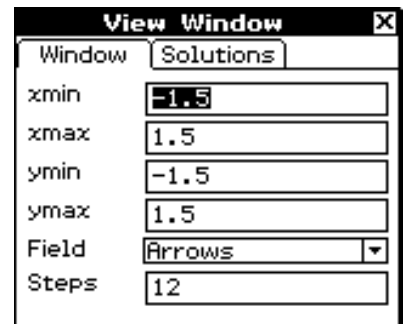 View Window X
Window Solutions
xmin -1.5
xmax 1.5
ymin -1.5
ymax 1.5
Field Arrows
Steps 12